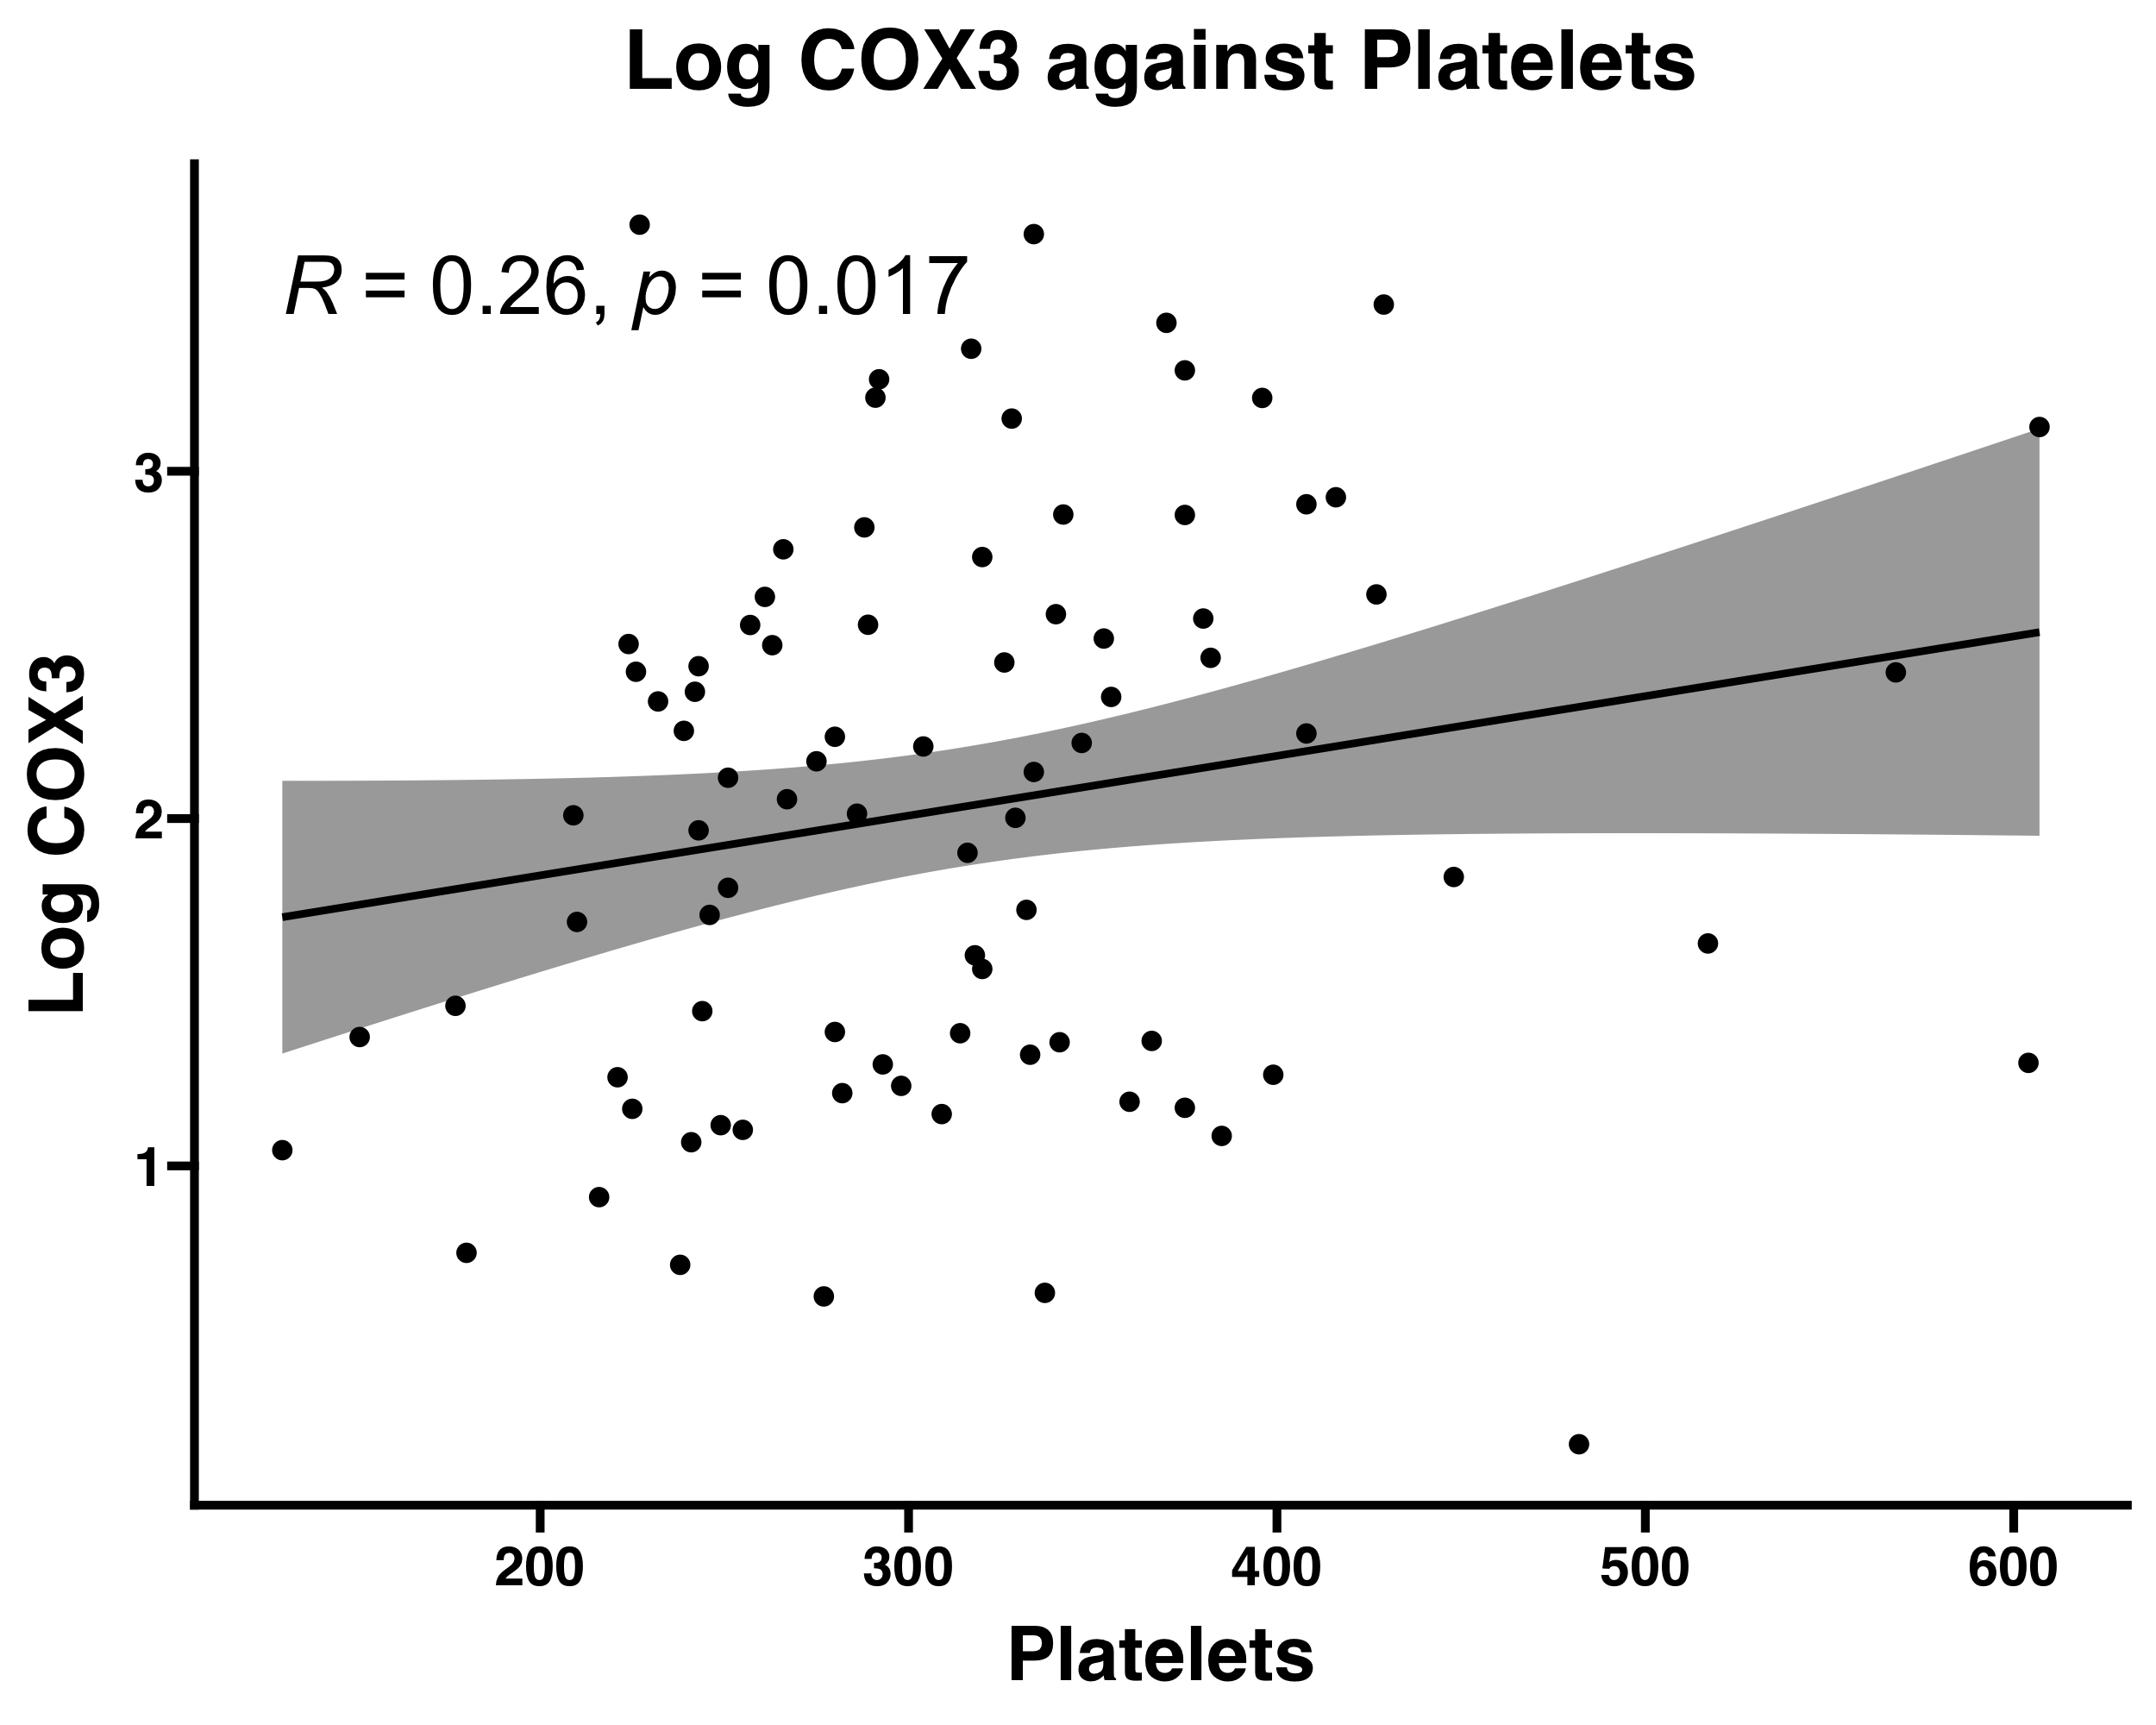 Log COX3 against Platelets
R = 0.26, p = 0.017
3
2
1
Log COX3
200 300 400 500 600
Platelets